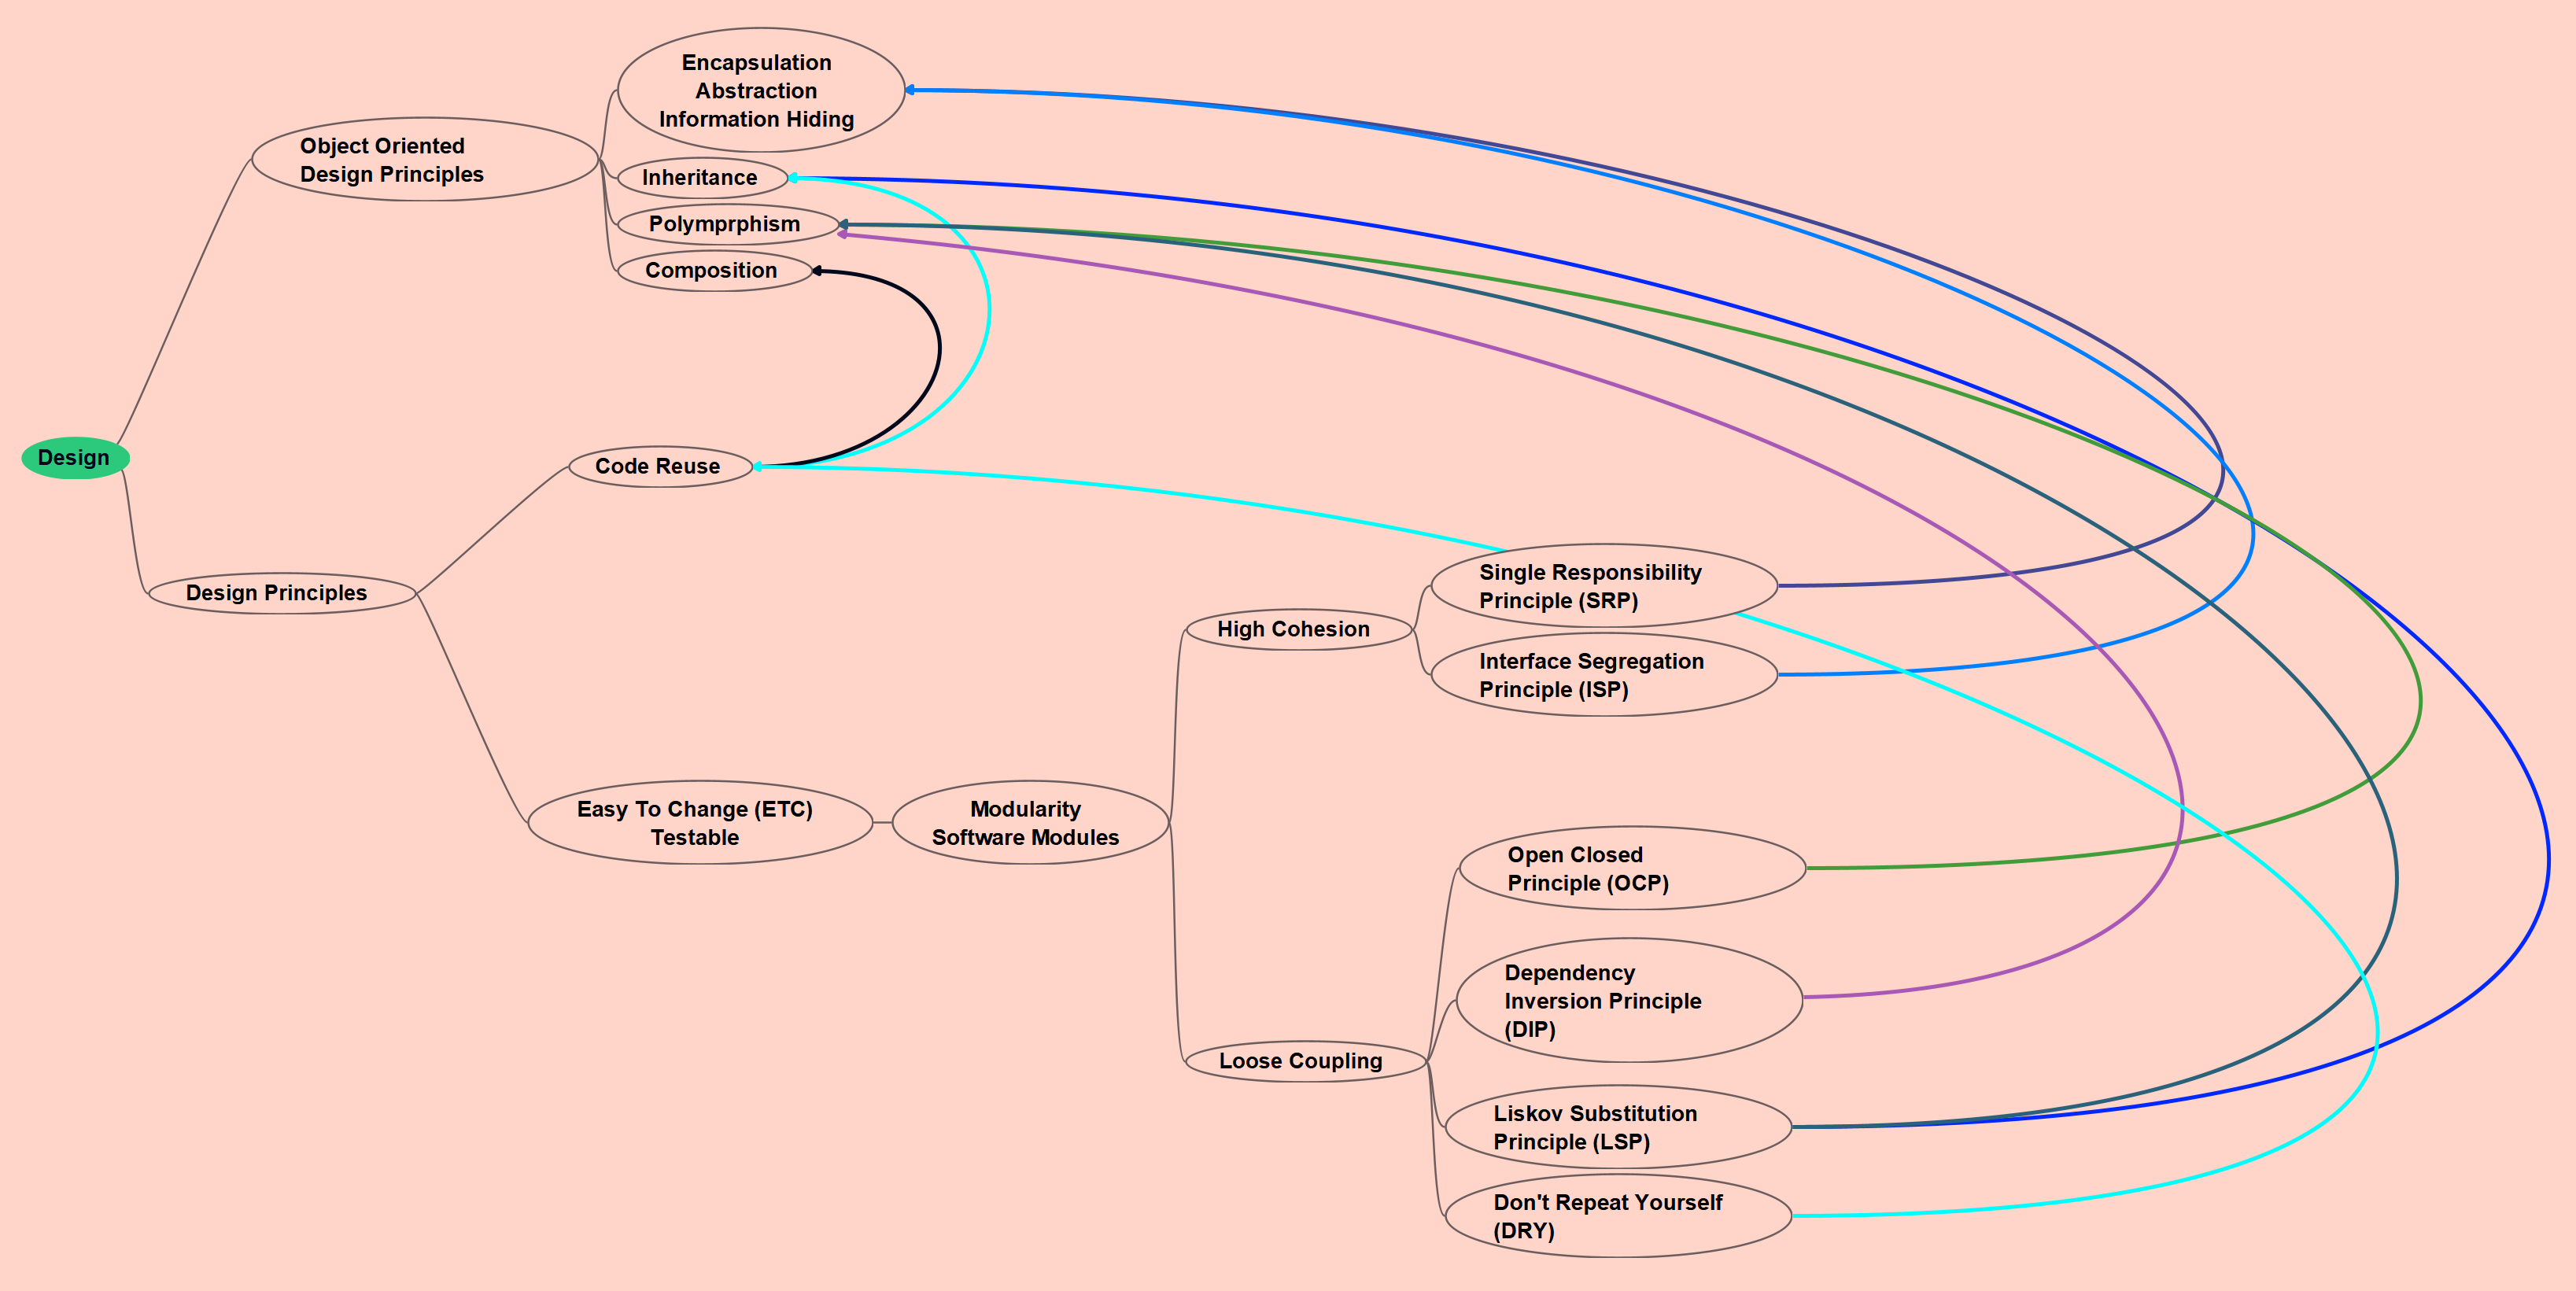 Encapsulation
Abstraction
Information Hiding
Object Oriented
Design Principles
Inheritance
Polymprphism
Composition
Design
Code Reuse
Design Principles
Single Responsibility
Principle (SRP)
High Cohesion
Interface Segregation
Principle (ISP)
Easy To Change (ETC)
Testable
Modularity
Software Modules
Open Closed
Principle (OCP)
Dependency
Inversion Principle
(DIP)
Loose Coupling
Liskov Substitution
Principle (LSP)
Don't Repeat Yourself
(DRY)